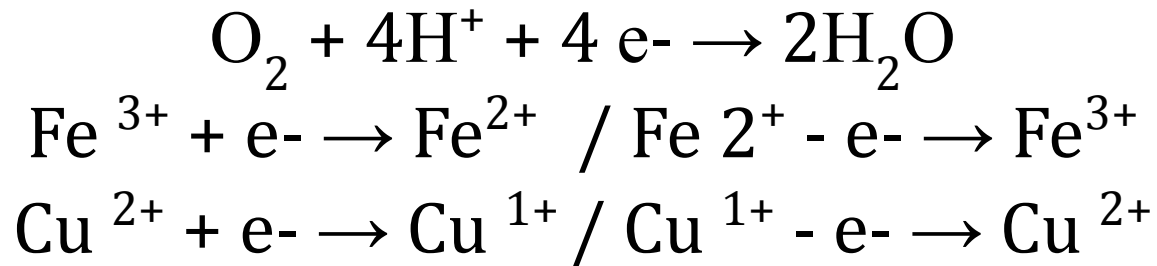 O₂ + 4H⁺ + 4 e- → 2H₂O
Fe ³⁺ + e- → Fe²⁺ / Fe 2⁺ - e- → Fe³⁺
Cu ²⁺ + e- → Cu ¹⁺ / Cu ¹⁺ - e- → Cu ²⁺